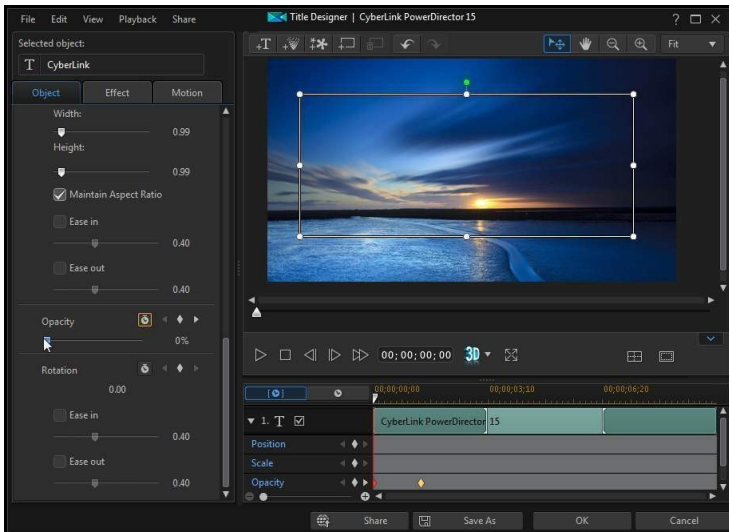 File Edit View Playback Share
Title Designer | CyberLink PowerDirector 15
? 
Selected object:
T CyberLink
+T
Fit
Object Effect Motion
Width:
0.99
Height:
0.99
Maintain Aspect Ratio
Ease in
0.40
Ease out
0.40
Opacity
0%
Rotation
0.00
Ease in
0.40
Ease out
0.40
00;00;00;00 3D
00;00;00;00 00;00;03;10 00;00;06;20
1. T CyberLink PowerDirector 15
Position
Scale
Opacity
Share Save As OK Cancel